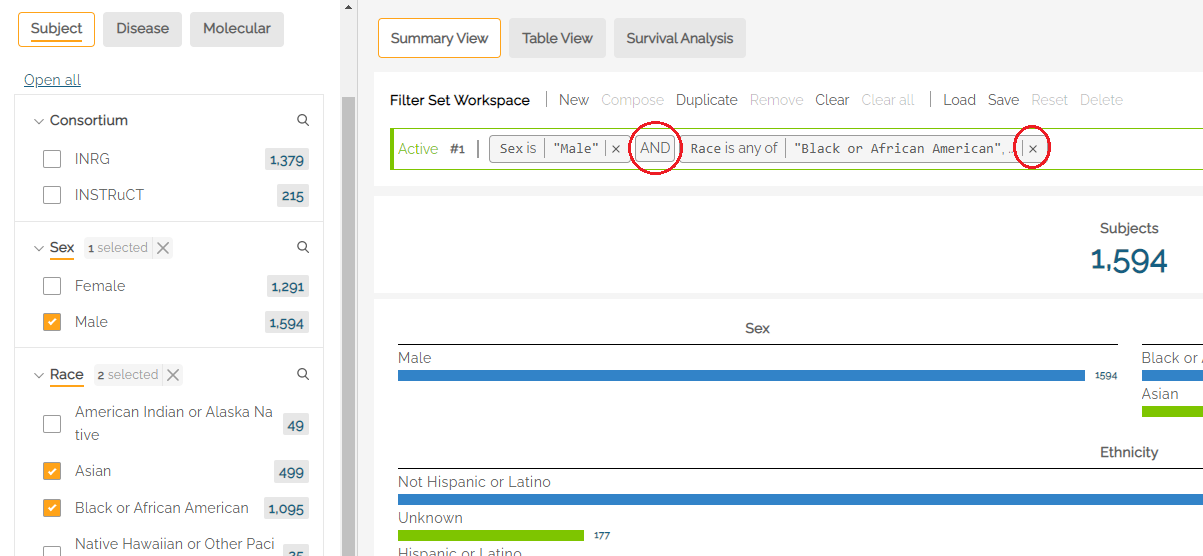 Subject Disease Molecular
Open all
Consortium
INRG 1,379
INSTRuCT 215
Sex 1 selected
Female 1,291
Male 1,594
Race 2 selected
American Indian or Alaska Na
tive 49
Asian 499
Black or African American 1,095
Native Hawaiian or Other Paci
Summary View Table View Survival Analysis
Filter Set Workspace New Compose Duplicate Remove Clear Clear all Load Save Reset Delete
Active #1 Sex is "Male" × AND Race is any of "Black or African American", .. ×
Subjects
1,594
Sex
Male
1594
Black or
Asian
Ethnicity
Not Hispanic or Latino
Unknown
177
Hispanic or Latino